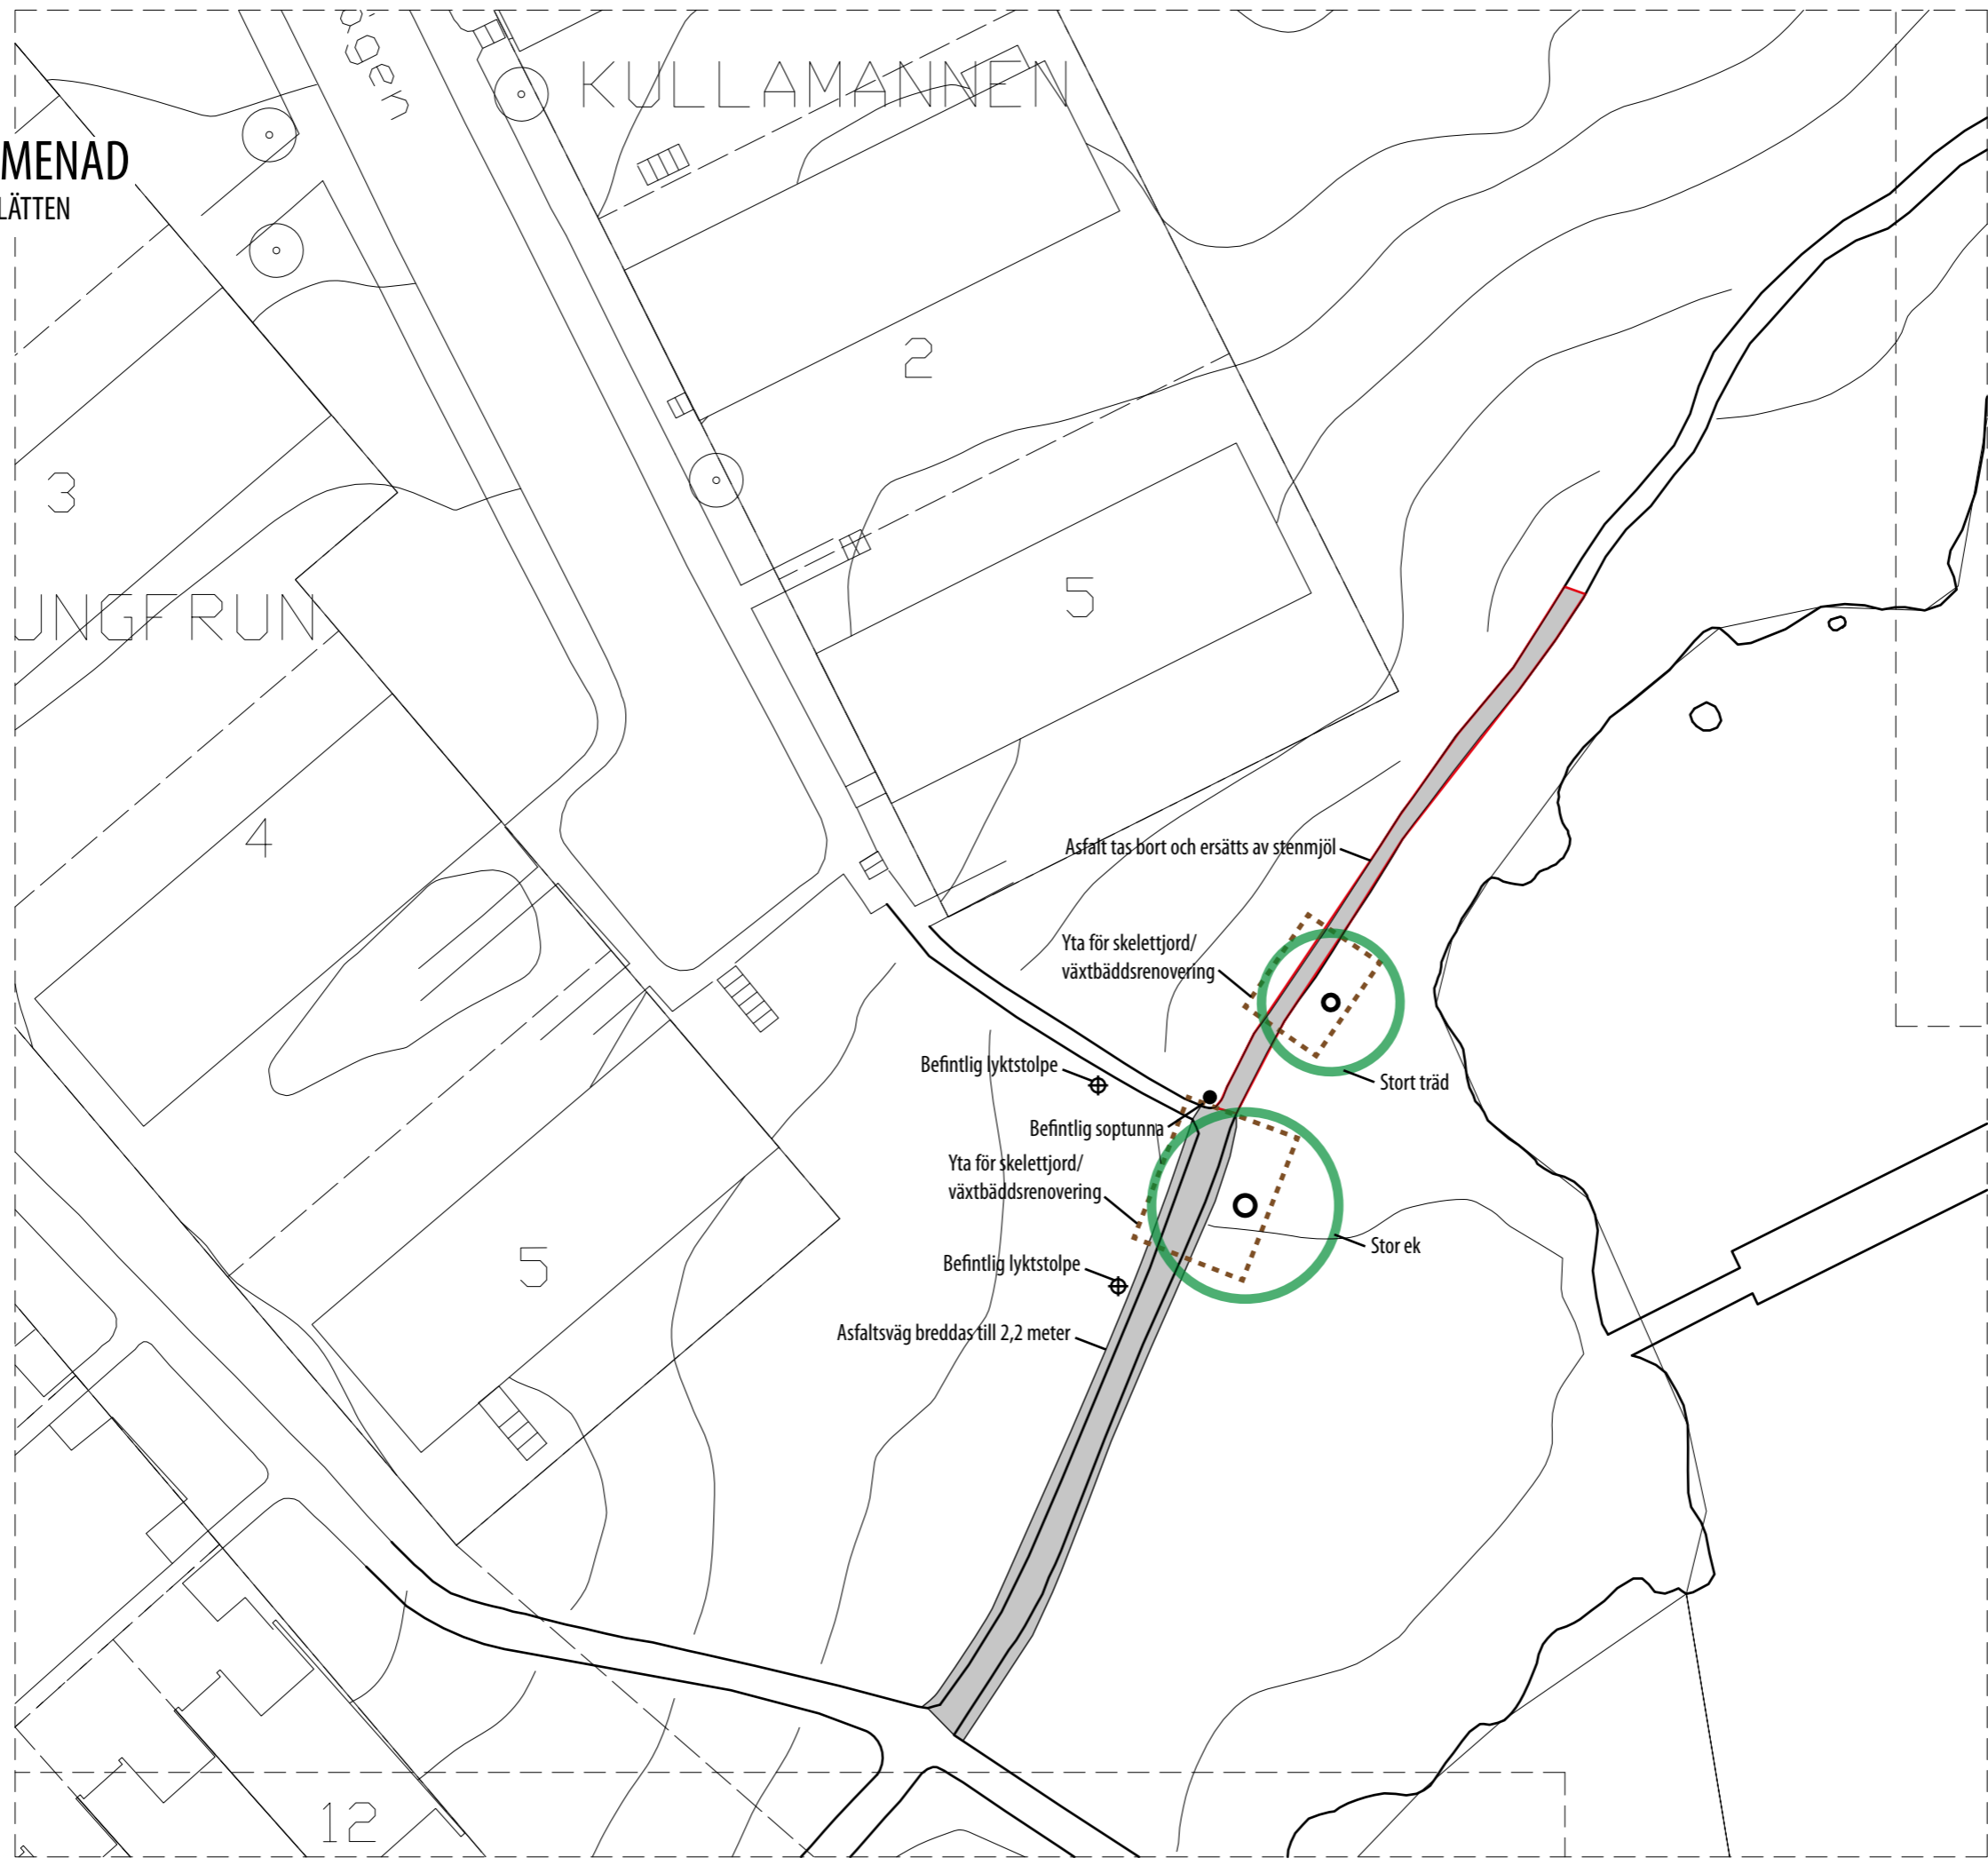 KULLAMANNEN
MENAD
LÄTTEN
2
3
5
UNGFRUN
4
Asfalt tas bort och ersätts av stenmjöl
Yta för skelettjord/
växtbäddsrenovering
Befintlig lyktstolpe
Stort träd
Befintlig soptunna
Yta för skelettjord/
växtbäddsrenovering
Stor ek
5
Befintlig lyktstolpe
Asfaltsväg breddas till 2,2 meter
12